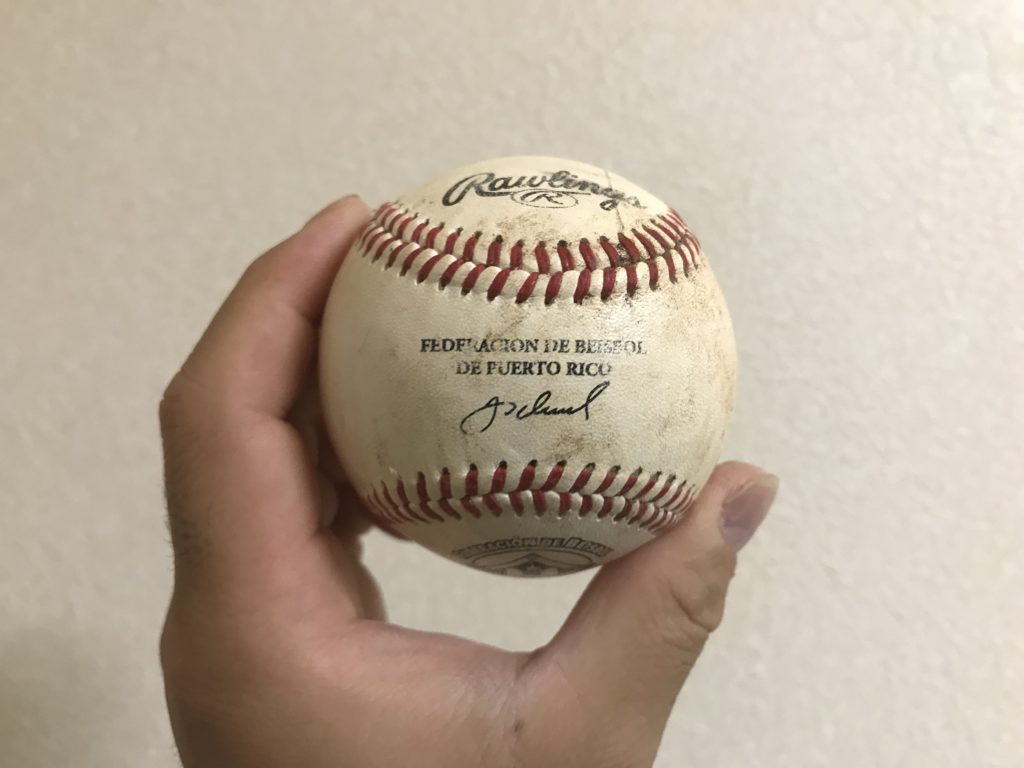 Rawlings
R
FEDERACION DE BEISBOL
DE PUERTO RICO